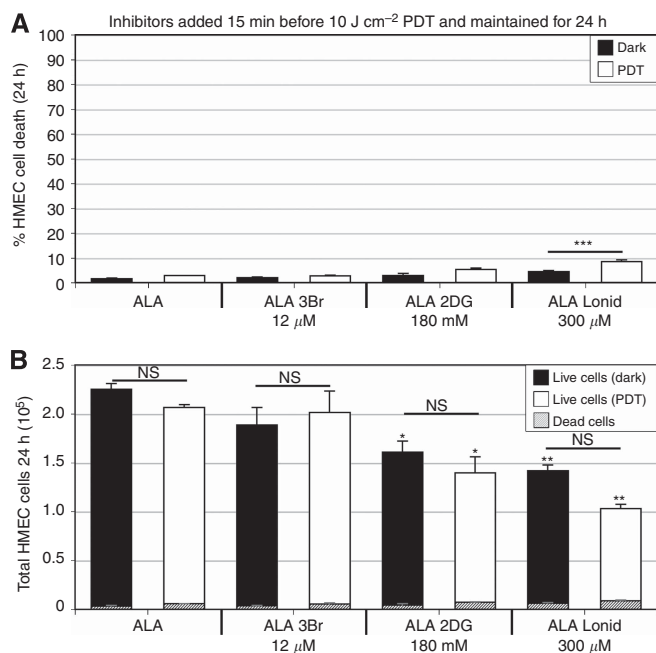 A
Inhibitors added 15 min before 10 J cm⁻² PDT and maintained for 24 h
% HMEC cell death (24 h)
100
90
80
70
60
50
40
30
20
10
0
Dark
PDT
***
ALA
ALA 3Br
12 μM
ALA 2DG
180 mM
ALA Lonid
300 μM
B
Total HMEC cells 24 h (10⁵)
2.5
2.0
1.5
1.0
0.5
0
Live cells (dark)
Live cells (PDT)
Dead cells
NS
NS
NS
NS
*
*
**
**
ALA
ALA 3Br
12 μM
ALA 2DG
180 mM
ALA Lonid
300 μM